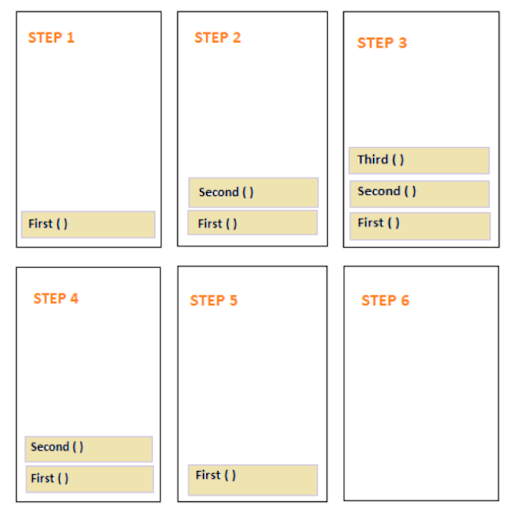 STEP 1
First ( )
STEP 2
Second ( )
First ( )
STEP 3
Third ( )
Second ( )
First ( )
STEP 4
Second ( )
First ( )
STEP 5
First ( )
STEP 6